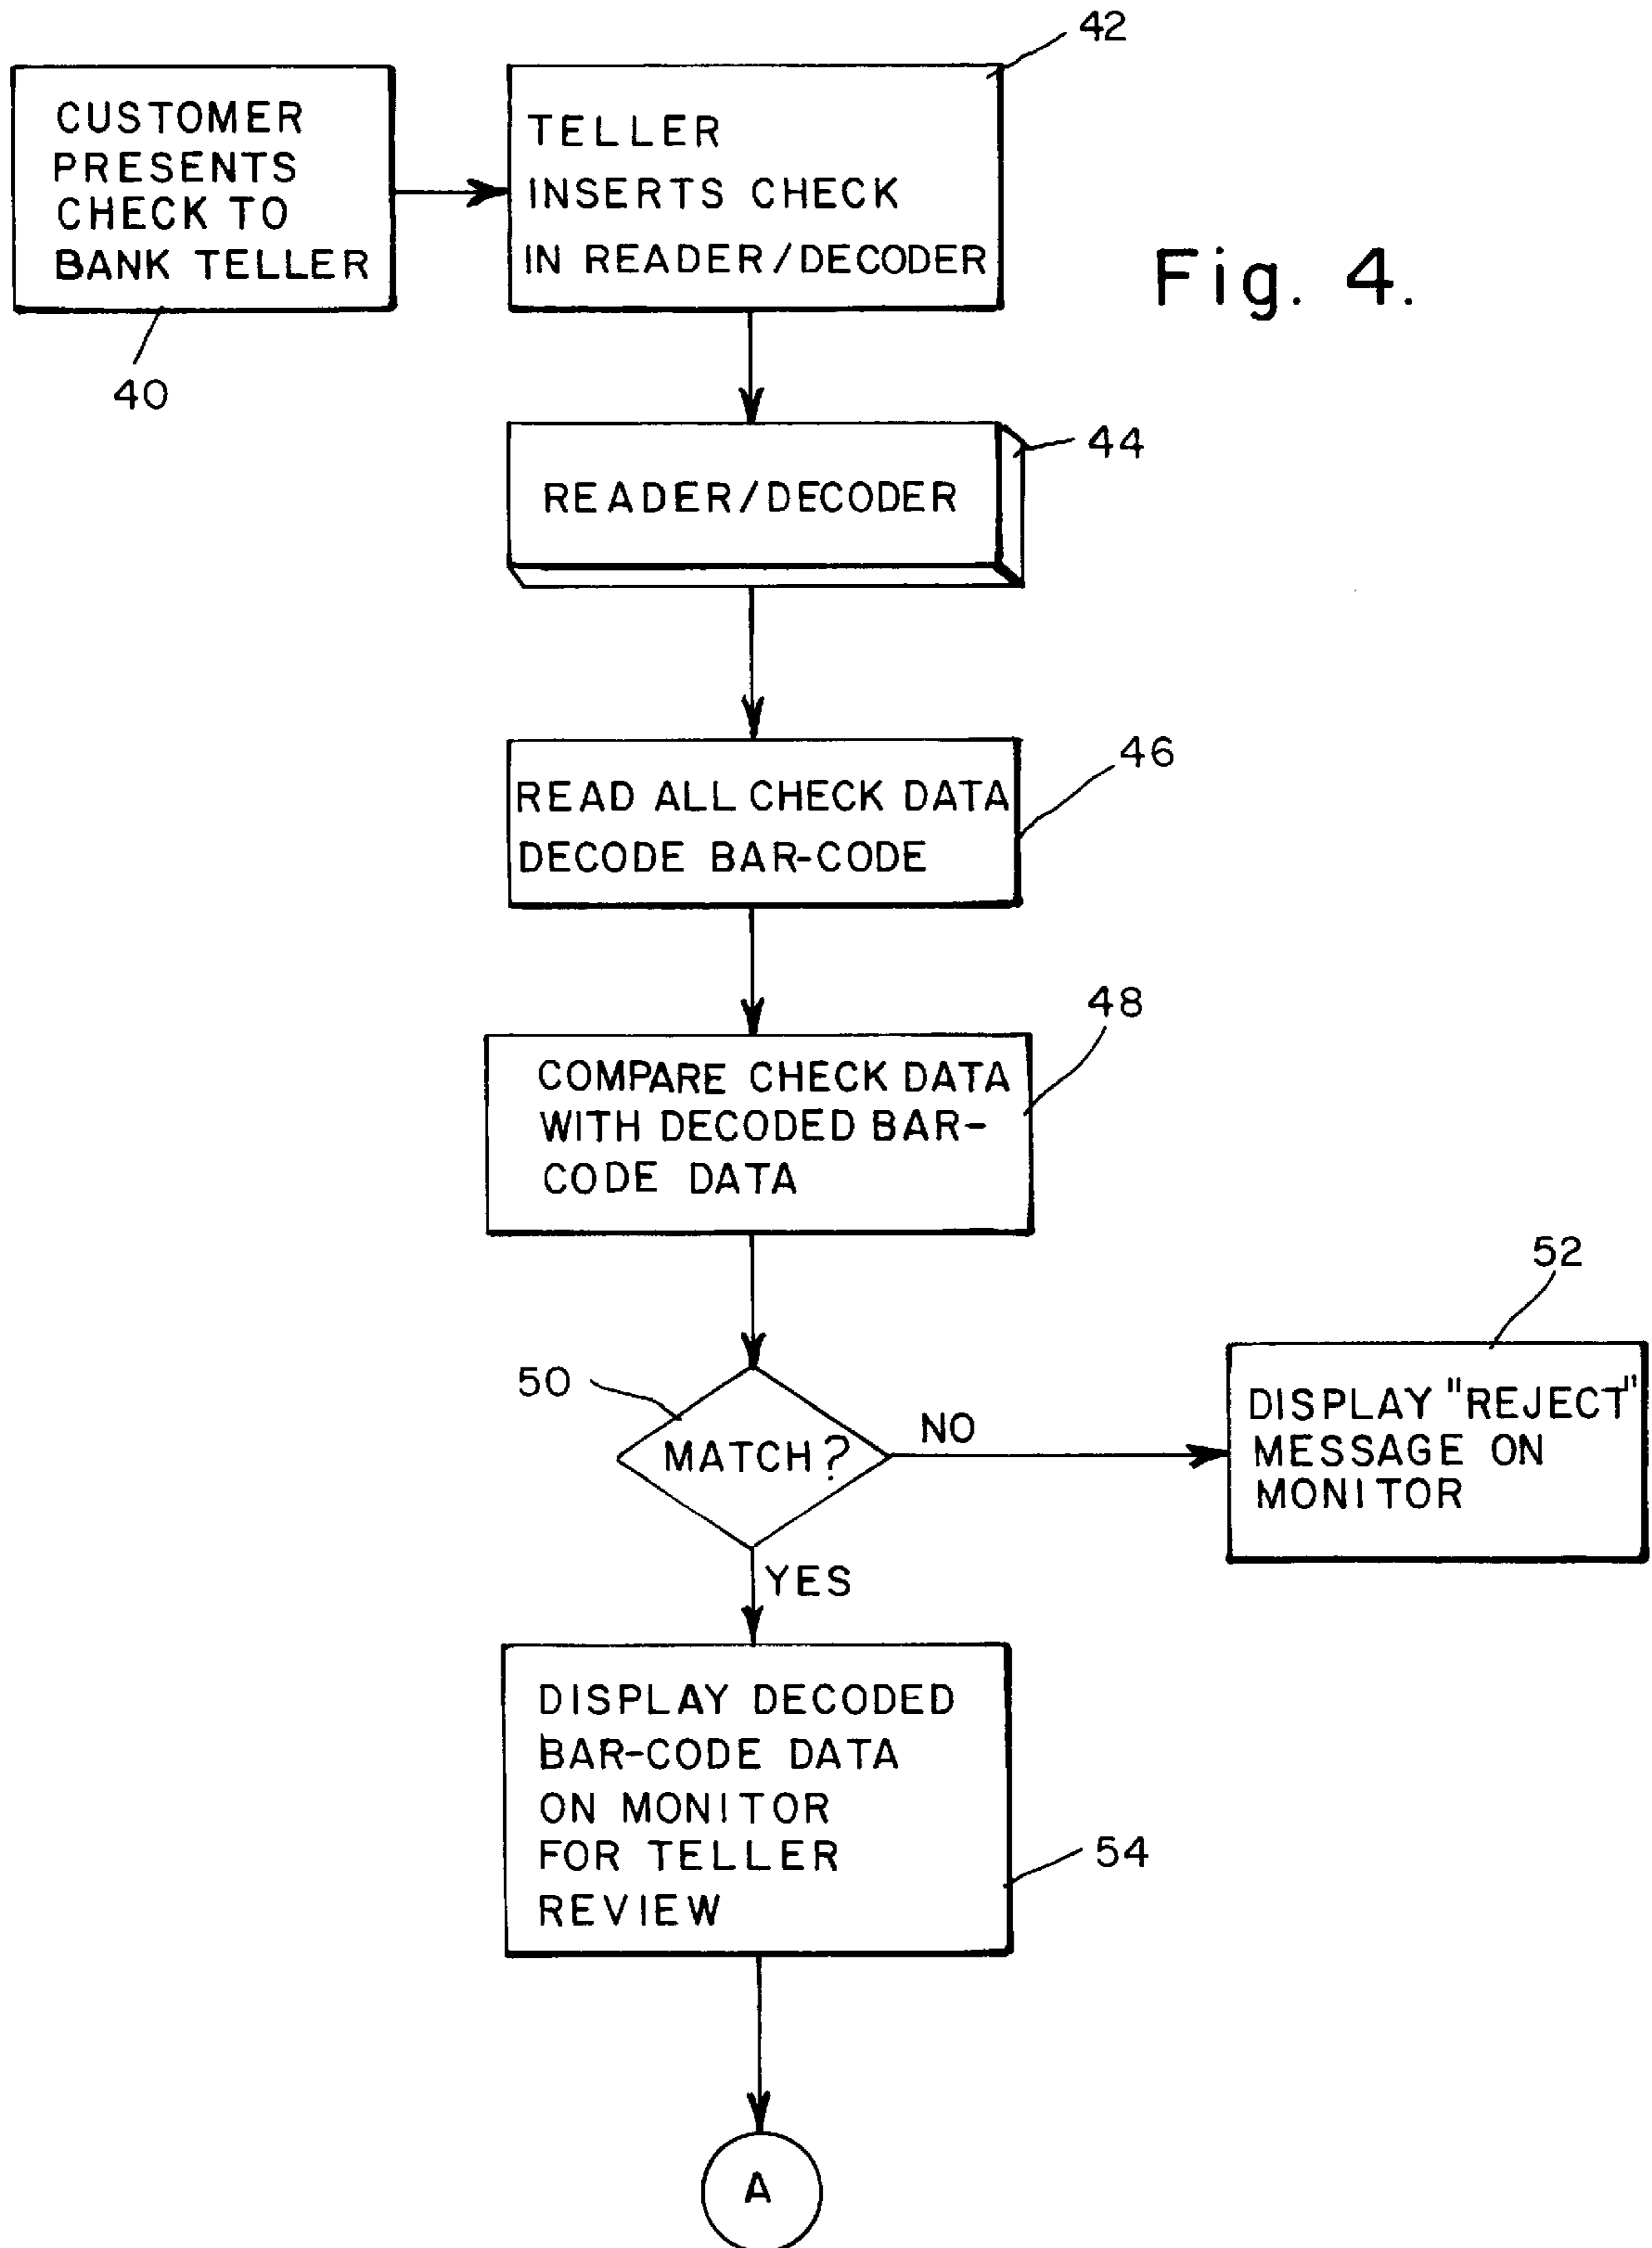 42
CUSTOMER
PRESENTS
CHECK TO
BANK TELLER
40
TELLER
INSERTS CHECK
IN READER/DECODER
Fig. 4.
44
READER/DECODER
46
READ ALL CHECK DATA
DECODE BAR-CODE
48
COMPARE CHECK DATA
WITH DECODED BAR-
CODE DATA
50
MATCH?
NO
52
DISPLAY "REJECT"
MESSAGE ON
MONITOR
YES
DISPLAY DECODED
BAR-CODE DATA
ON MONITOR
FOR TELLER
REVIEW
54
A